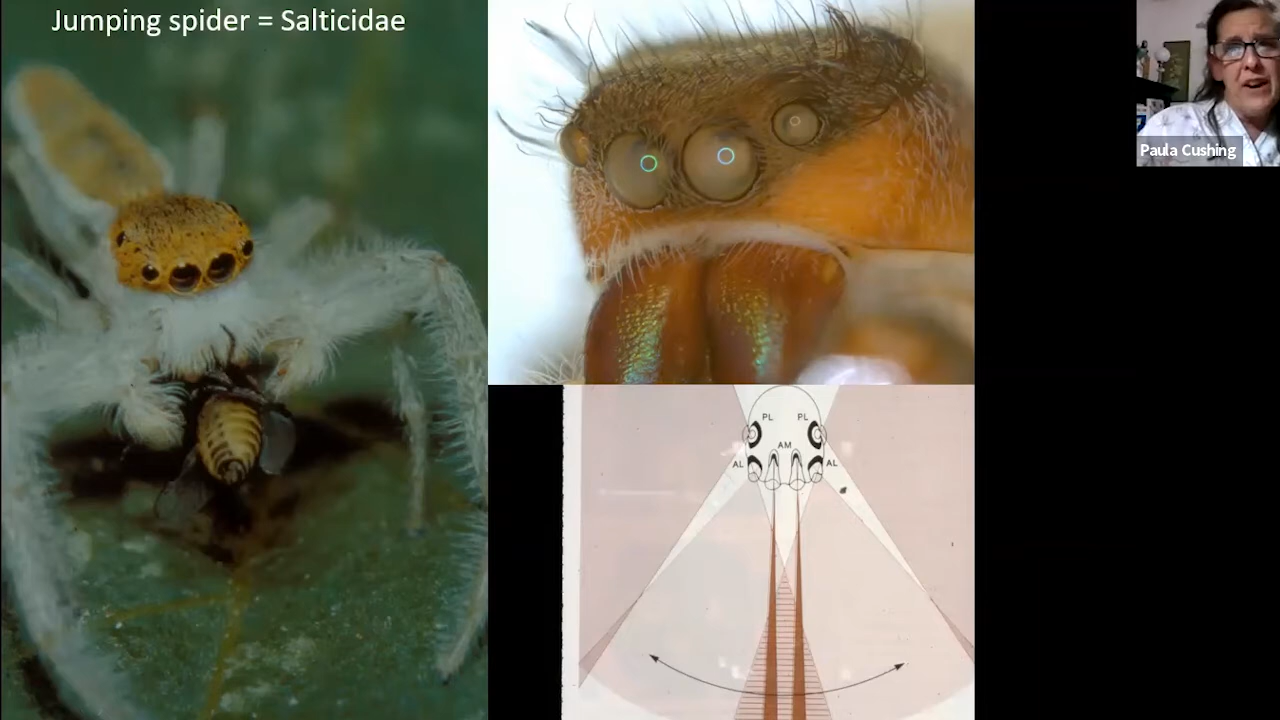 Jumping spider = Salticidae
Paula Cushing
PL PL
AM
AL AL